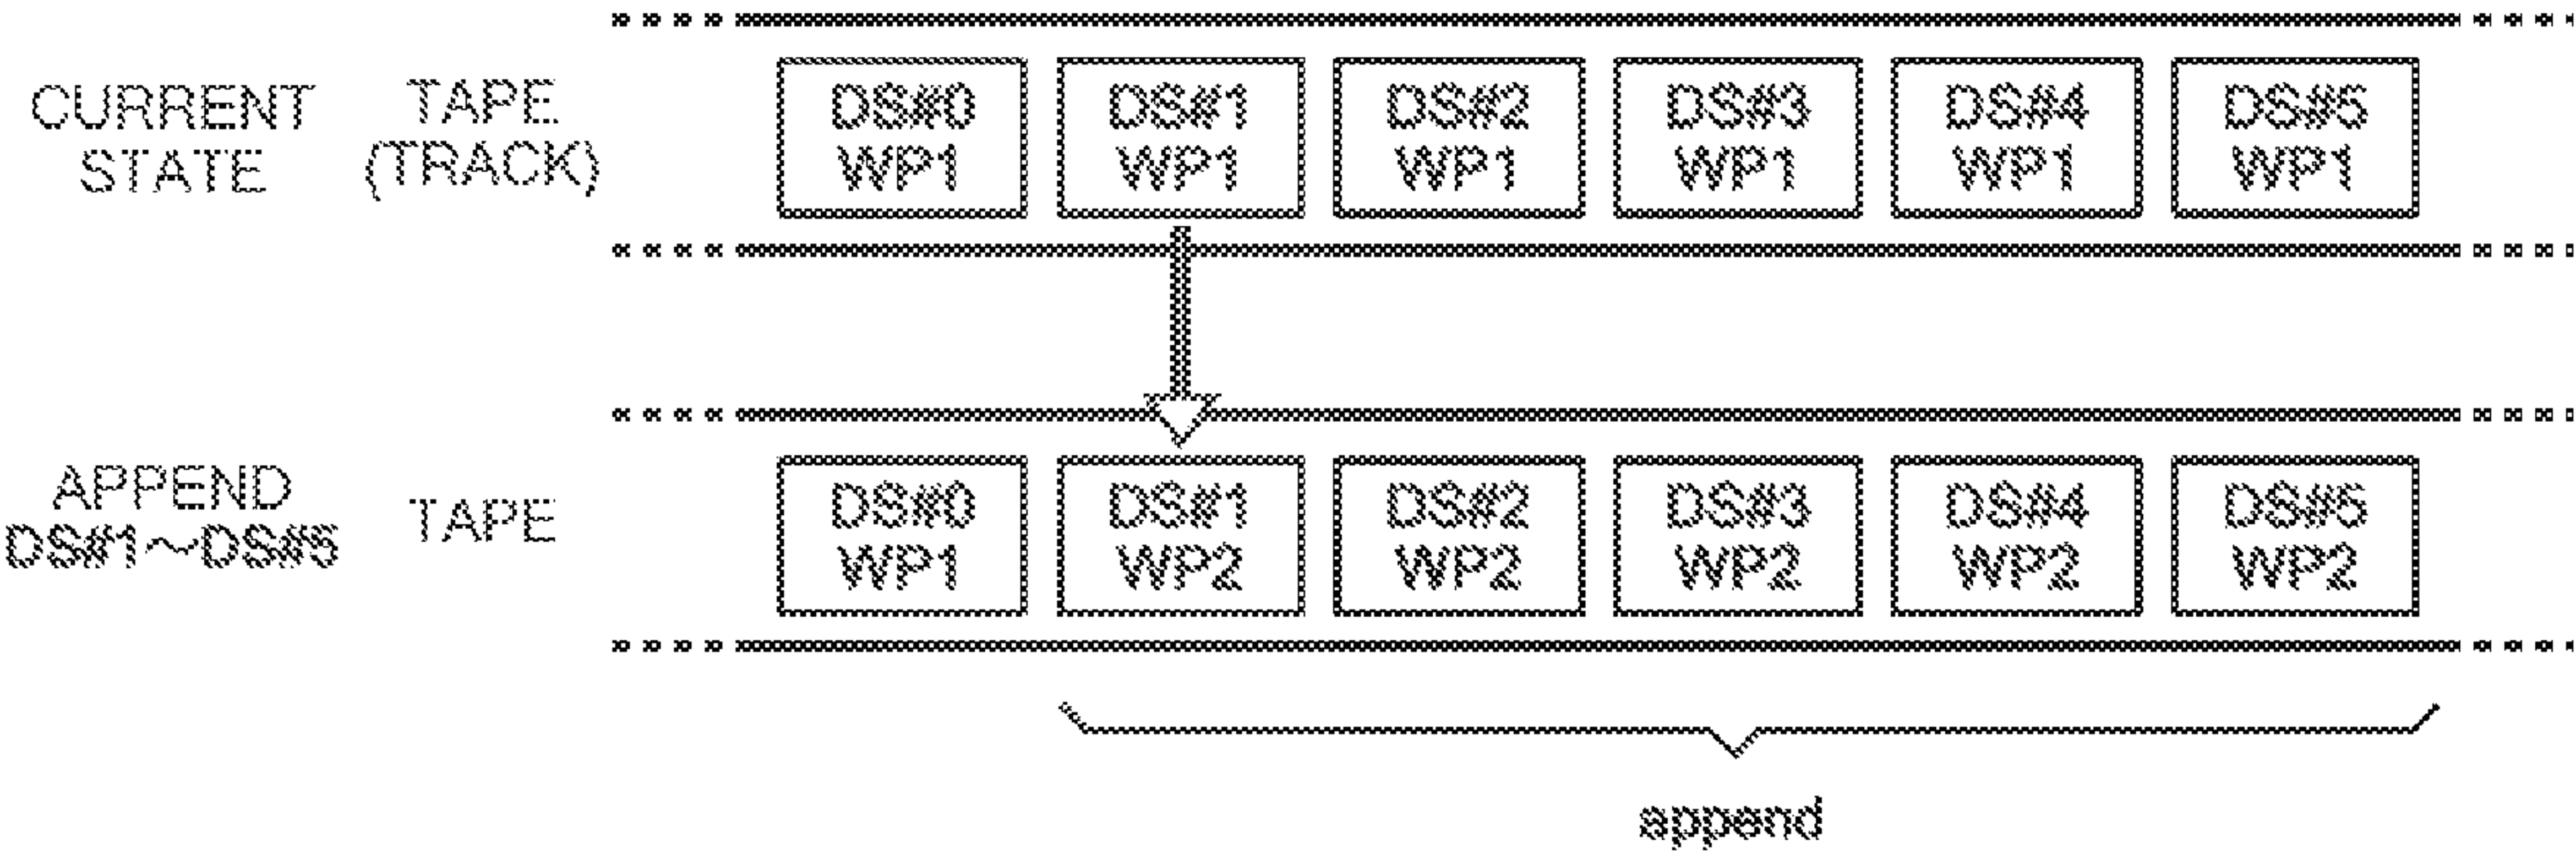 CURRENT
STATE
TAPE
(TRACK)
DS#0
WP1
DS#1
WP1
DS#2
WP1
DS#3
WP1
DS#4
WP1
DS#5
WP1
APPEND
DS#1~DS#5
TAPE
DS#0
WP1
DS#1
WP2
DS#2
WP2
DS#3
WP2
DS#4
WP2
DS#5
WP2
append